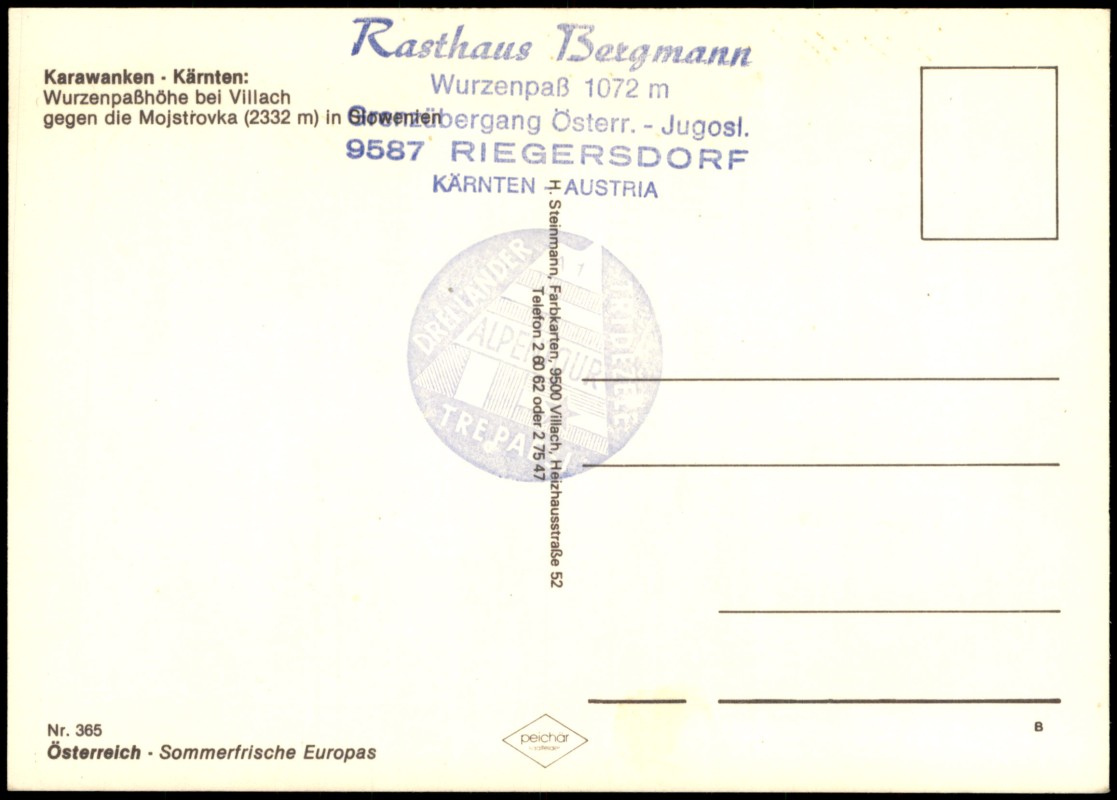 Rasthaus Bergmann
Wurzenpaß 1072 m
Grenzübergang Österr. - Jugosl.
9587 RIEGERSDORF
KÄRNTEN - AUSTRIA
Karawanken · Kärnten:
Wurzenpaßhöhe bei Villach
gegen die Mojstrovka (2332 m) in Slowenien
DREILÄNDER
ALPENTOUR
TRE PAESI
H. Steinmann, Farbkarten, 9500 Villach, Heizhausstraße 52
Telefon 2 60 62 oder 2 75 47
Nr. 365
Österreich · Sommerfrische Europas
peichar
B